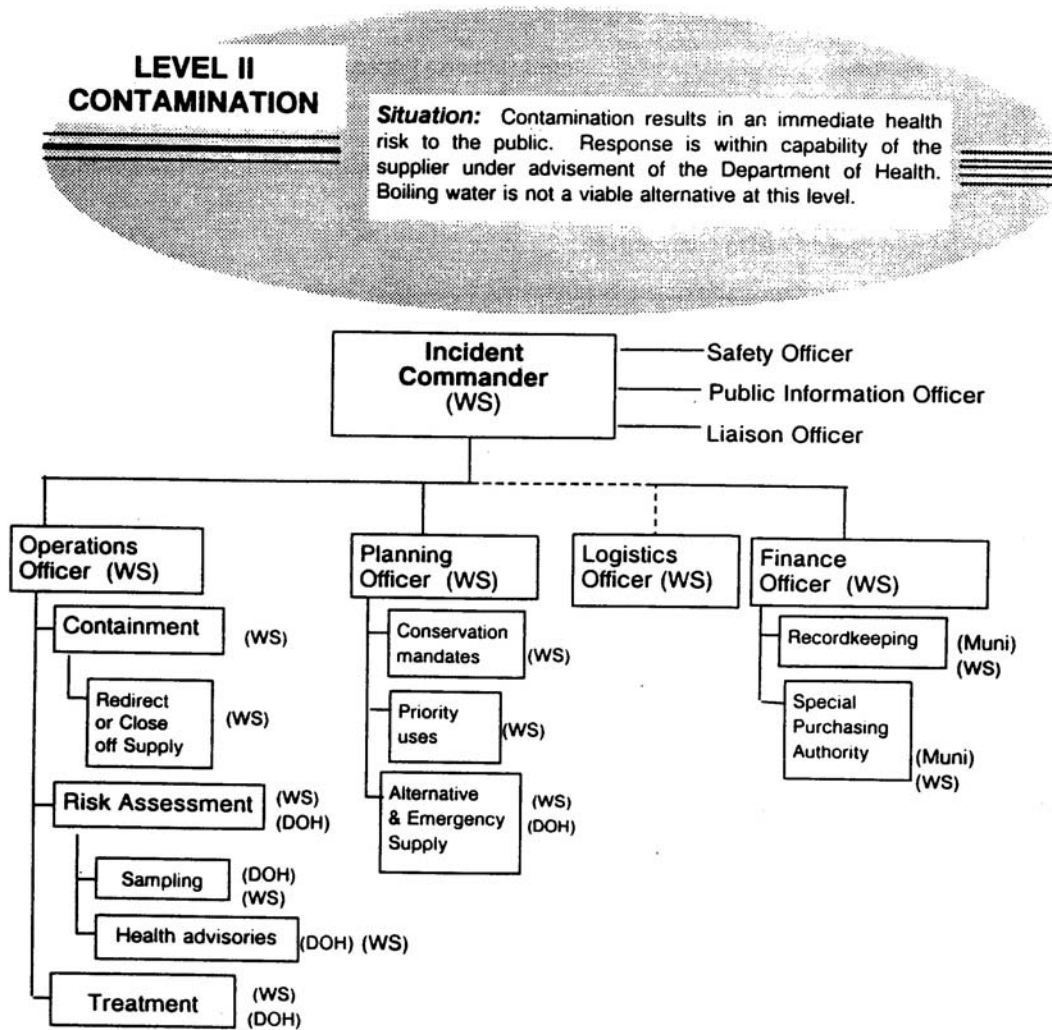 LEVEL II
CONTAMINATION
Situation: Contamination results in an immediate health
risk to the public. Response is within capability of the
supplier under advisement of the Department of Health.
Boiling water is not a viable alternative at this level.
Incident
Commander
(WS)
Safety Officer
Public Information Officer
Liaison Officer
Operations
Officer (WS)
Containment (WS)
Redirect
or Close
off Supply
(WS)
Risk Assessment (WS)
(DOH)
Sampling (DOH)
(WS)
Health advisories (DOH) (WS)
Treatment (WS)
(DOH)
Planning
Officer (WS)
Conservation
mandates
(WS)
Priority
uses
(WS)
Alternative
& Emergency
Supply
(WS)
(DOH)
Logistics
Officer (WS)
Finance
Officer (WS)
Recordkeeping (Muni)
(WS)
Special
Purchasing
Authority
(Muni)
(WS)